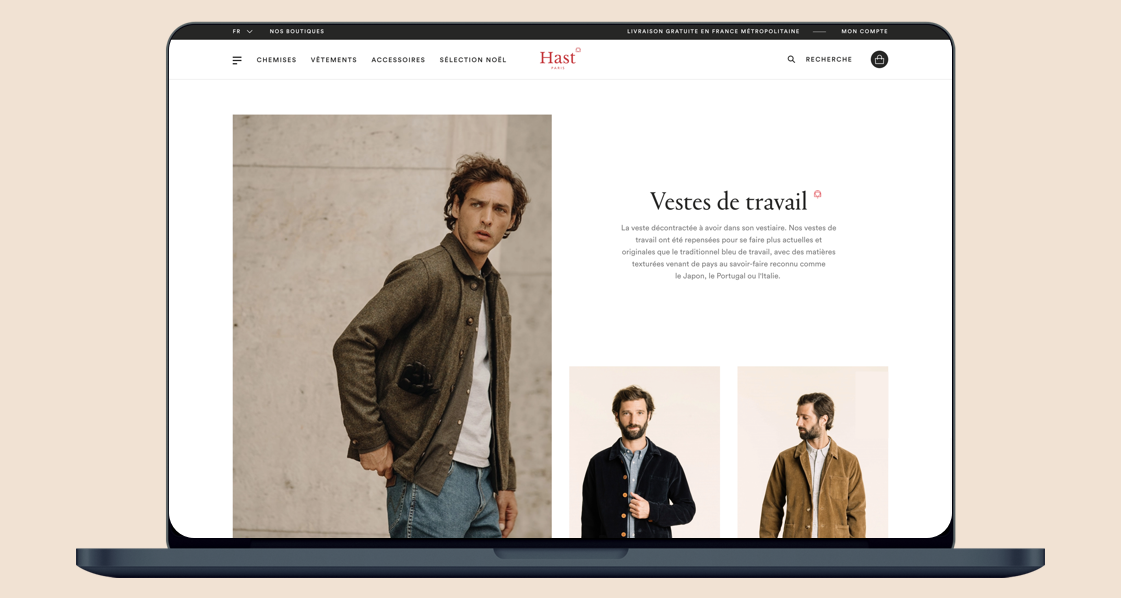 FR
NOS BOUTIQUES
LIVRAISON GRATUITE EN FRANCE MÉTROPOLITAINE
MON COMPTE
CHEMISES
VÊTEMENTS
ACCESSOIRES
SÉLECTION NOËL
Hast
PARIS
RECHERCHE
Vestes de travail
La veste décontractée à avoir dans son vestiaire. Nos vestes de
travail ont été repensées pour se faire plus actuelles et
originales que le traditionnel bleu de travail, avec des matières
texturées venant de pays au savoir-faire reconnu comme
le Japon, le Portugal ou l'Italie.